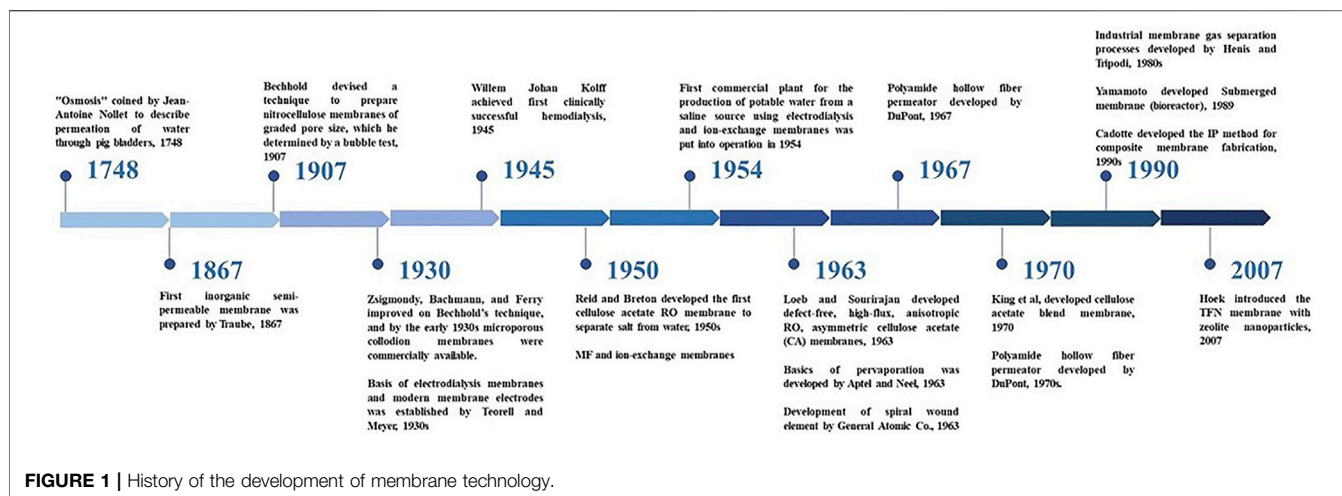 "Osmosis" coined by Jean-
Antoine Nollet to describe
permeation of water
through pig bladders, 1748
1748
First inorganic semi-
permeable membrane was
prepared by Traube, 1867
1867
Bechhold devised a
technique to prepare
nitrocellulose membranes of
graded pore size, which he
determined by a bubble test,
1907
1907
1930
Zsigmondy, Bachmann, and Ferry
improved on Bechhold's technique,
and by the early 1930s microporous
collodion membranes were
commercially available.
Basis of electrodialysis membranes
and modern membrane electrodes
was established by Teorell and
Meyer, 1930s
Willem Johan Kolff
achieved first clinically
successful hemodialysis,
1945
1945
1950
Reid and Breton developed the first
cellulose acetate RO membrane to
separate salt from water, 1950s
MF and ion-exchange membranes
First commercial plant for the
production of potable water from a
saline source using electrodialysis
and ion-exchange membranes was
put into operation in 1954
1954
1963
Loeb and Sourirajan developed
defect-free, high-flux, anisotropic
RO, asymmetric cellulose acetate
(CA) membranes, 1963
Basics of pervaporation was
developed by Aptel and Neel, 1963
Development of spiral wound
element by General Atomic Co., 1963
Polyamide hollow fiber
permeator developed by
DuPont, 1967
1967
1970
King et al, developed cellulose
acetate blend membrane,
1970
Polyamide hollow fiber
permeator developed by
DuPont, 1970s.
Industrial membrane gas separation
processes developed by Henis and
Tripodi, 1980s
Yamamoto developed Submerged
membrane (bioreactor), 1989
Cadotte developed the IP method for
composite membrane fabrication,
1990s
1990
2007
Hoek introduced the
TFN membrane with
zeolite nanoparticles,
2007
FIGURE 1 | History of the development of membrane technology.